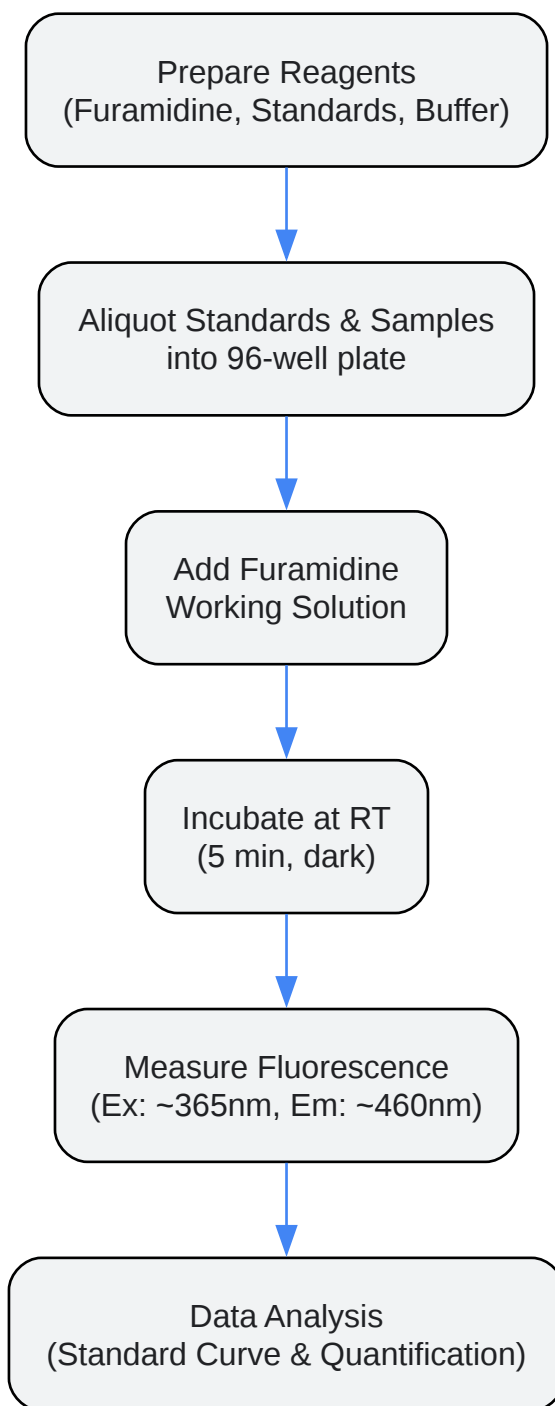 Prepare Reagents
(Furamidine, Standards, Buffer)
Aliquot Standards & Samples
into 96-well plate
Add Furamidine
Working Solution
Incubate at RT
(5 min, dark)
Measure Fluorescence
(Ex: ~365nm, Em: ~460nm)
Data Analysis
(Standard Curve & Quantification)